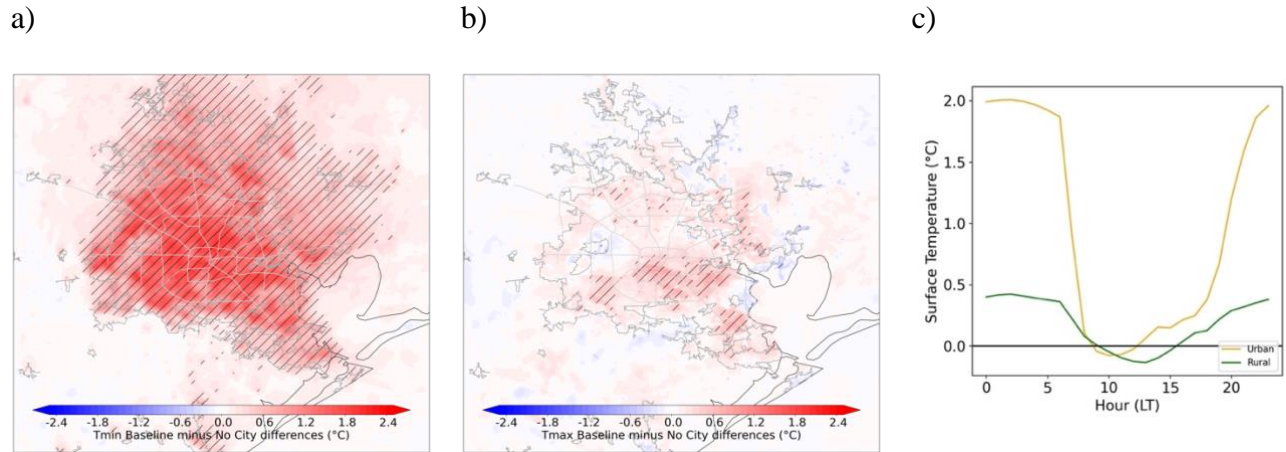 a)
b)
c)
-2.4 -1.8 -1.2 -0.6 0.0 0.6 1.2 1.8 2.4
Tmin Baseline minus No City differences (°C)
-2.4 -1.8 -1.2 -0.6 0.0 0.6 1.2 1.8 2.4
Tmax Baseline minus No City differences (°C)
Surface Temperature (°C)
2.0
1.5
1.0
0.5
0.0
0 5 10 15 20
Hour (LT)
Urban
Rural